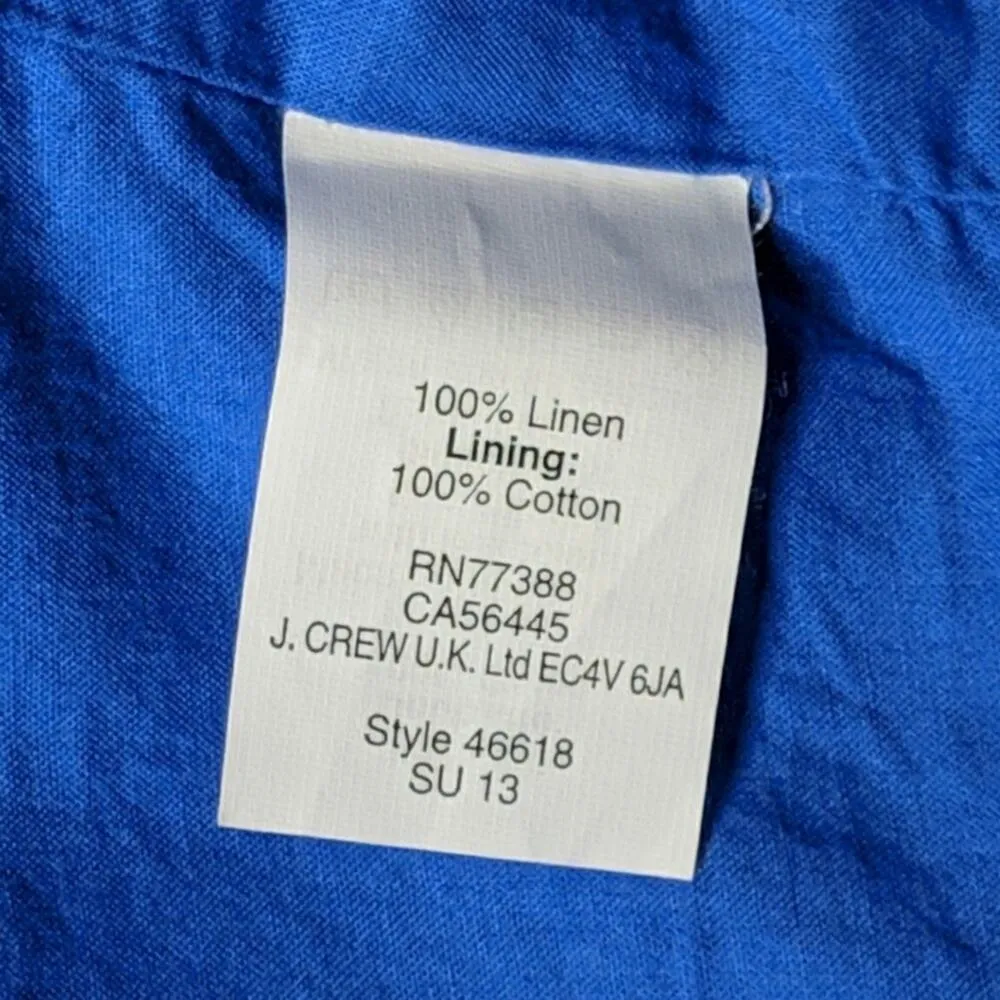 100% Linen
Lining:
100% Cotton
RN77388
CA56445
J. CREW U.K. Ltd EC4V 6JA
Style 46618
SU 13